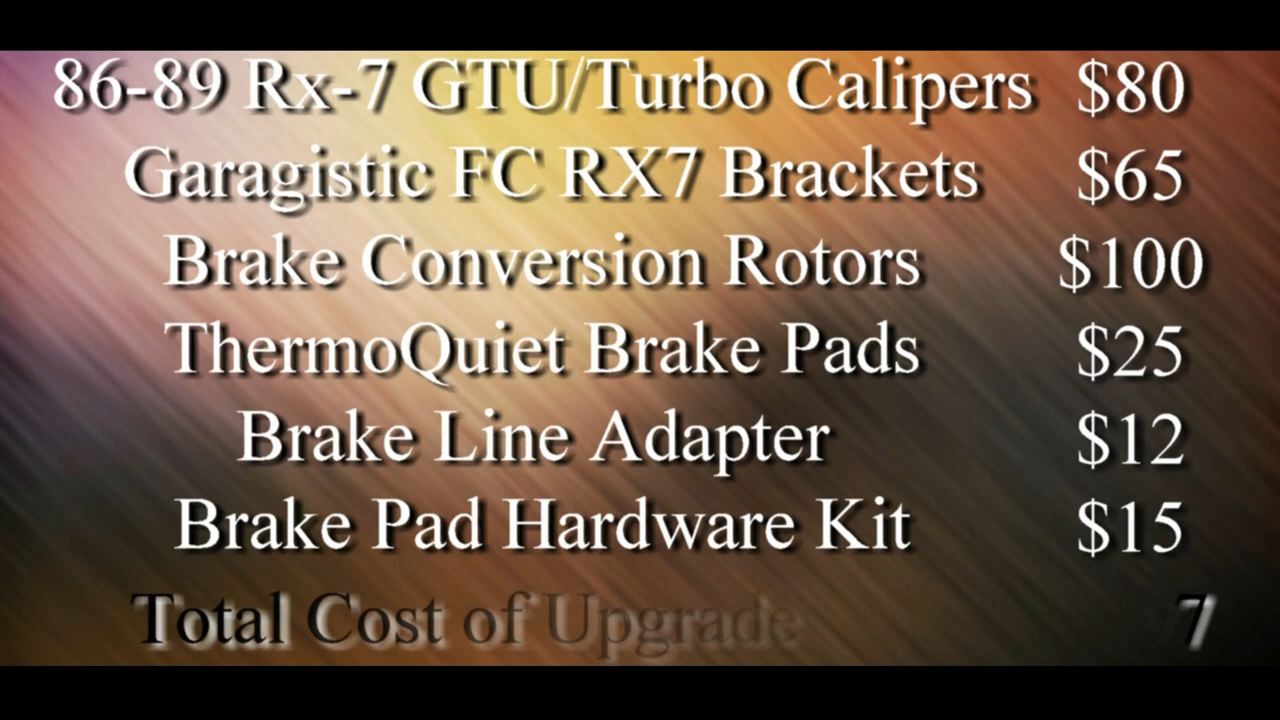 86-89 Rx-7 GTU/Turbo Calipers $80
Garagistic FC RX7 Brackets $65
Brake Conversion Rotors $100
ThermoQuiet Brake Pads $25
Brake Line Adapter $12
Brake Pad Hardware Kit $15
Total Cost of Upgrade 7